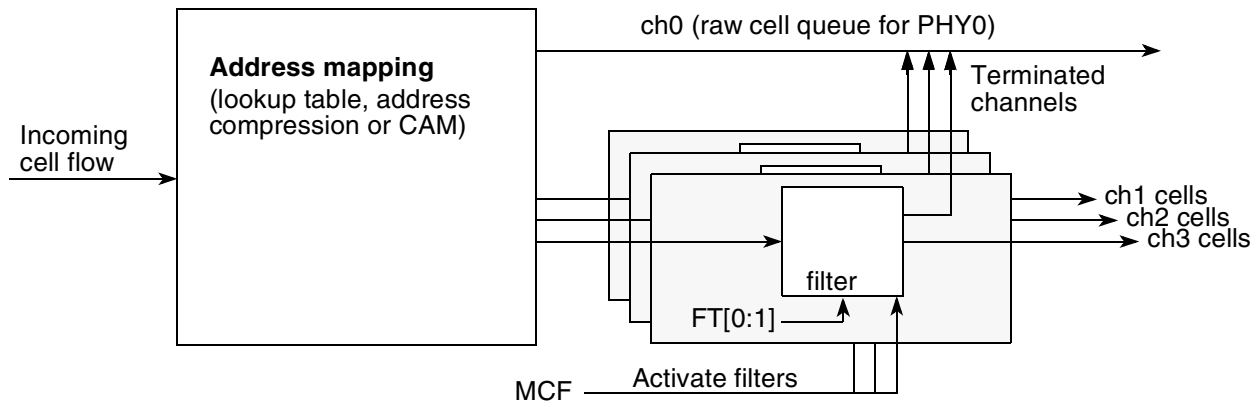 ch0 (raw cell queue for PHY0)
Address mapping
(lookup table, address
compression or CAM)
Terminated
channels
Incoming
cell flow
ch1 cells
ch2 cells
ch3 cells
filter
FT[0:1]
MCF
Activate filters